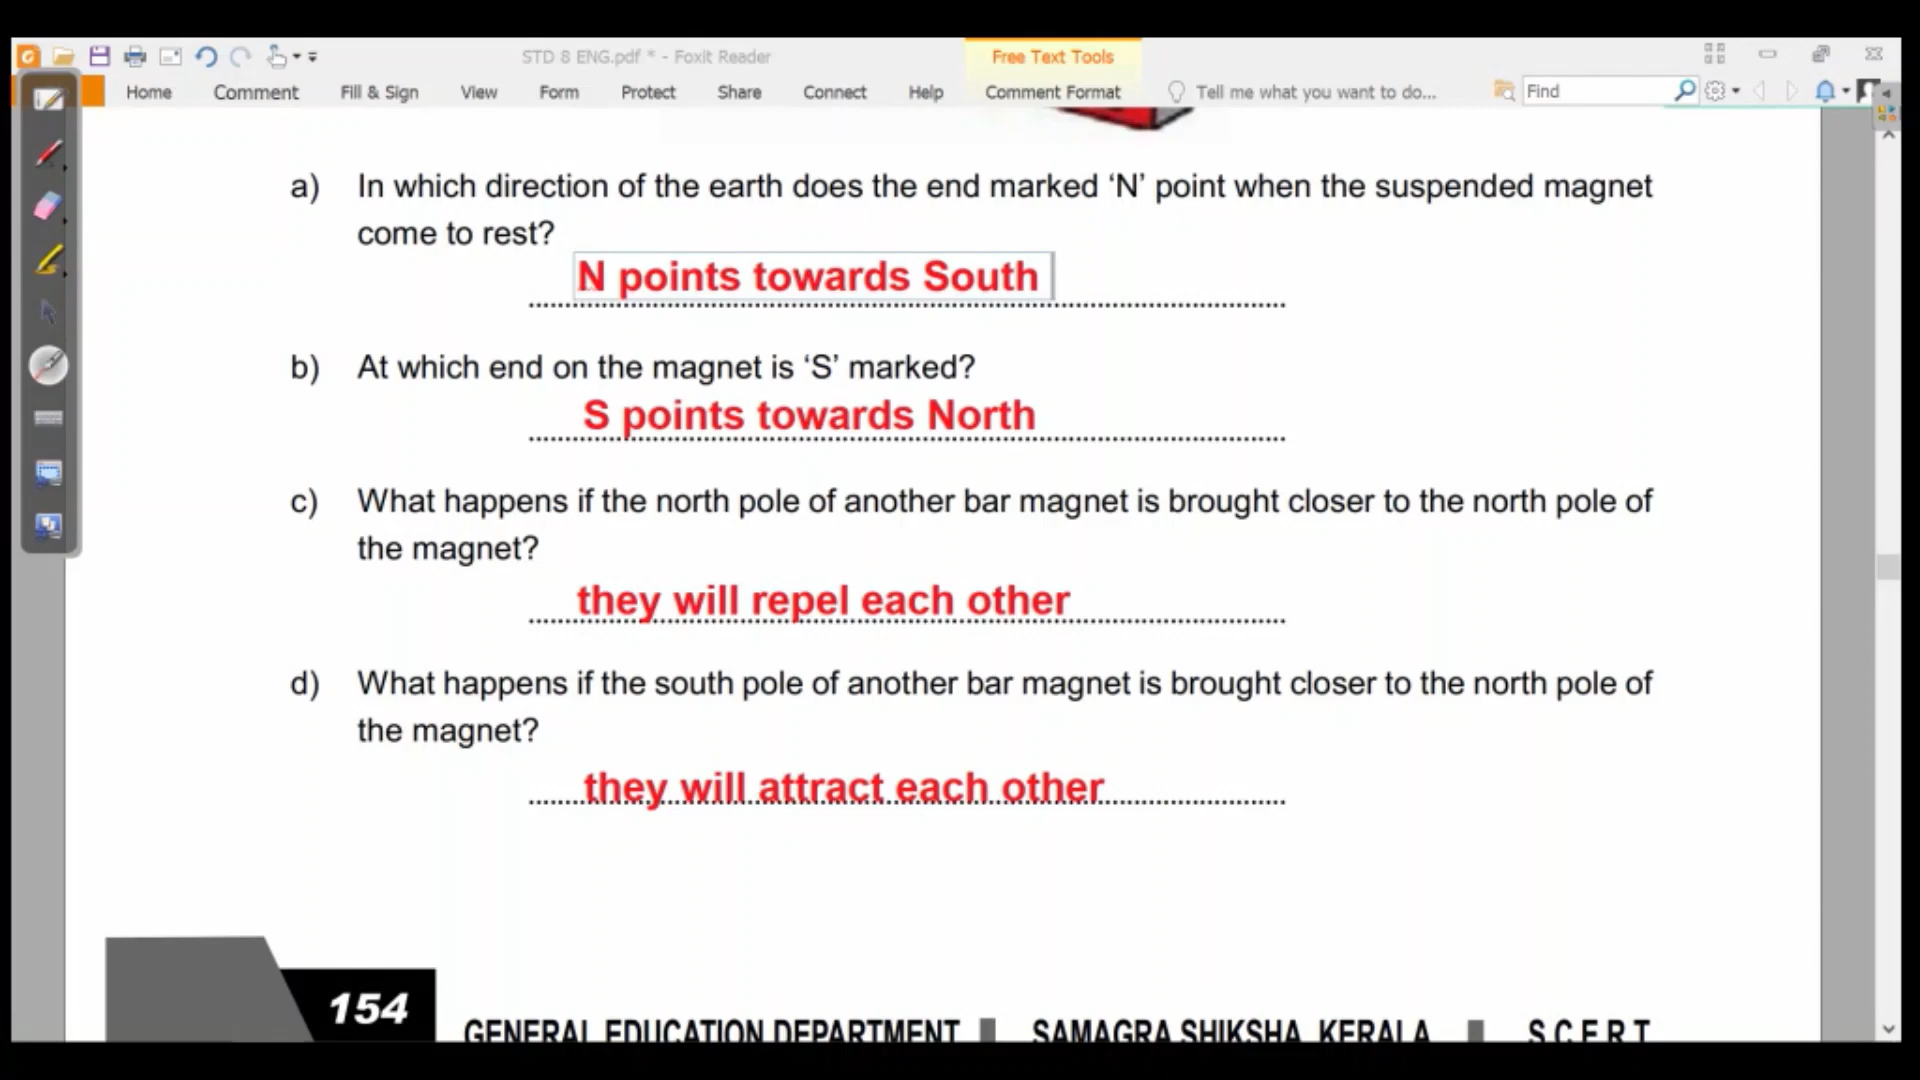 STD 8 ENG.pdf * - Foxit Reader
Free Text Tools
Home Comment Fill & Sign View Form Protect Share Connect Help Comment Format Tell me what you want to do... Find
a) In which direction of the earth does the end marked ‘N’ point when the suspended magnet
come to rest?
N points towards South
b) At which end on the magnet is ‘S’ marked?
S points towards North
c) What happens if the north pole of another bar magnet is brought closer to the north pole of
the magnet?
they will repel each other
d) What happens if the south pole of another bar magnet is brought closer to the north pole of
the magnet?
they will attract each other
154
GENERAL EDUCATION DEPARTMENT SAMAGRA SHIKSHA, KERALA S C E R T